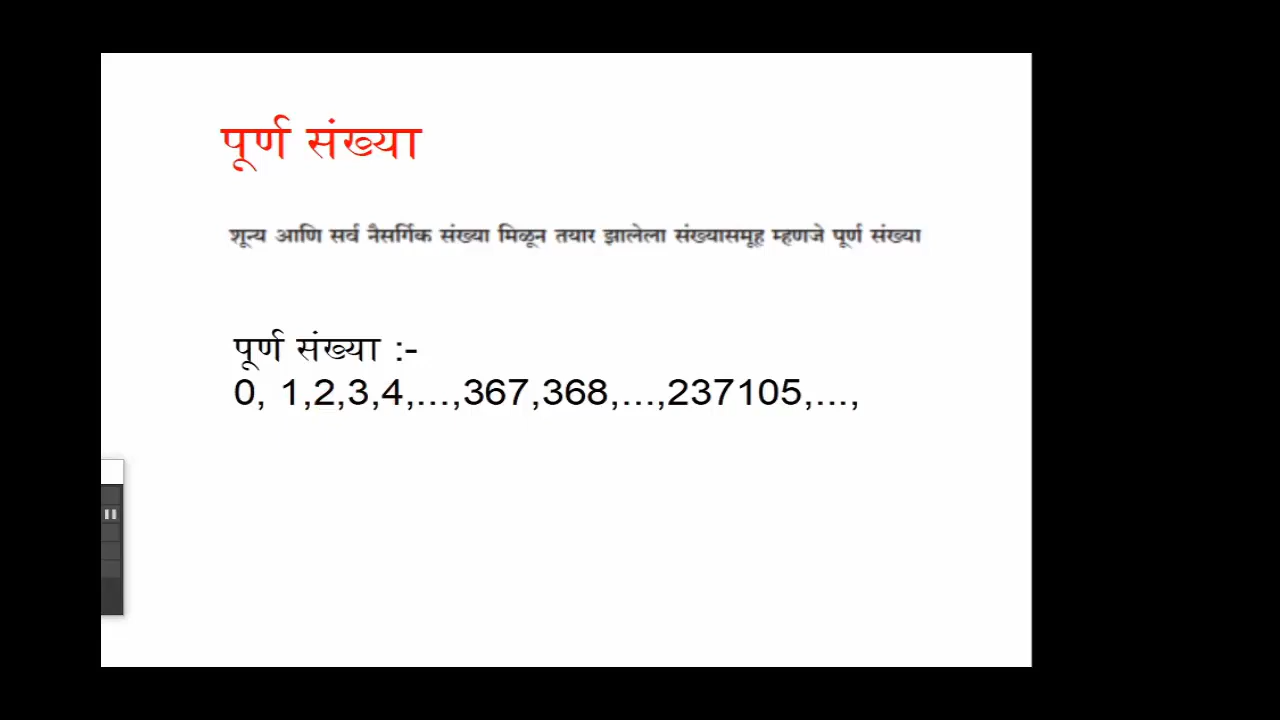 पूर्ण संख्या
शून्य आणि सर्व नैसर्गिक संख्या मिळून तयार झालेला संख्यासमूह म्हणजे पूर्ण संख्या
पूर्ण संख्या :-
0, 1,2,3,4,...,367,368,...,237105,...,